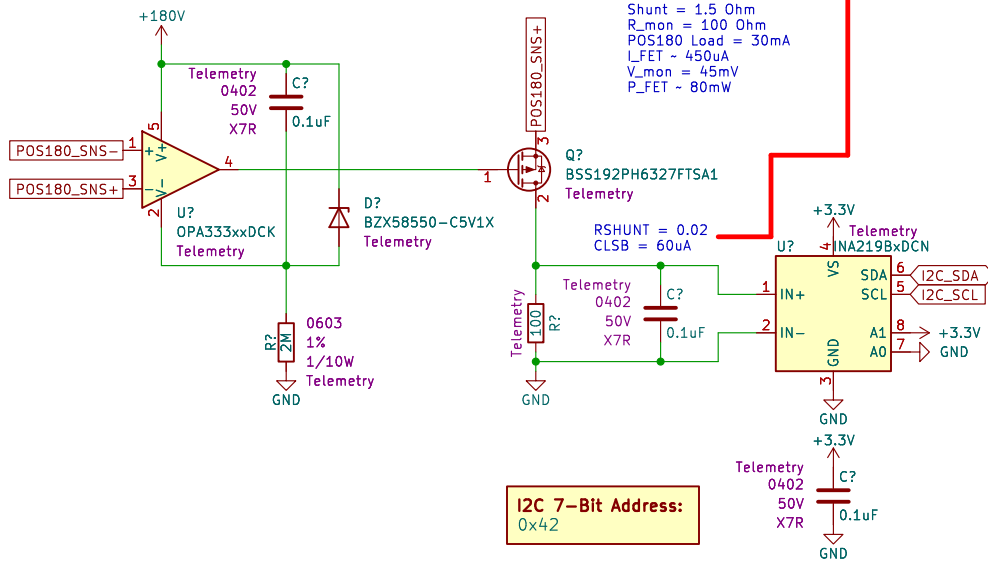 Shunt = 1.5 Ohm
R_mon = 100 Ohm
POS180 Load = 30mA
I_FET ~ 450uA
V_mon = 45mV
P_FET ~ 80mW
+180V
Telemetry
0402
50V
X7R
C?
0.1uF
POS180_SNS-
1
+
5
V+
4
POS180_SNS+
3
-
V-
2
U?
OPA333xxDCK
Telemetry
D?
BZX58550-C5V1X
Telemetry
R?
2M
0603
1%
1/10W
Telemetry
GND
POS180_SNS+
3
1
2
Q?
BSS192PH6327FTSA1
Telemetry
RSHUNT = 0.02
CLSB = 60uA
Telemetry
100
R?
GND
Telemetry
0402
50V
X7R
C?
0.1uF
+3.3V
Telemetry
U?
4
INA219BxDCN
VS
1
IN+
2
IN-
SDA
6
I2C_SDA
SCL
5
I2C_SCL
A1
8
+3.3V
A0
7
GND
GND
3
GND
+3.3V
Telemetry
0402
50V
X7R
C?
0.1uF
GND
I2C 7-Bit Address:
0x42